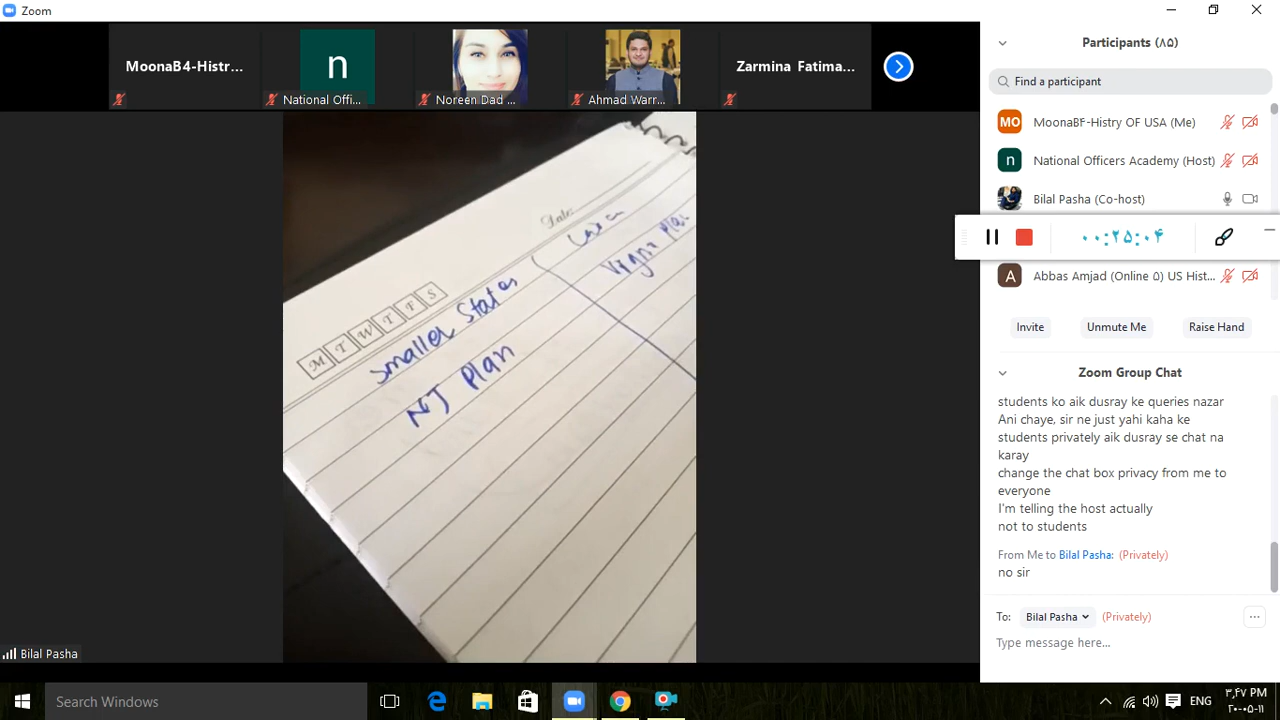 Zoom
MoonaB4-Histr...
n
National Offi...
Noreen Dad ...
Ahmad Warr...
Zarmina Fatima...
Date:
M T W T F S
Smaller States
NJ Plan
Bilal Pasha
Participants (۸۵)
Find a participant
MO MoonaBF-Histry OF USA (Me)
n National Officers Academy (Host)
Bilal Pasha (Co-host)
۰۰:۲۵:۰۴
A Abbas Amjad (Online ۵) US Hist...
Invite Unmute Me Raise Hand
Zoom Group Chat
students ko aik dusray ke queries nazar
Ani chaye, sir ne just yahi kaha ke
students privately aik dusray se chat na
karay
change the chat box privacy from me to
everyone
I'm telling the host actually
not to students
From Me to Bilal Pasha: (Privately)
no sir
To: Bilal Pasha (Privately)
Type message here...
Search Windows
ENG
۳:۴۷ PM